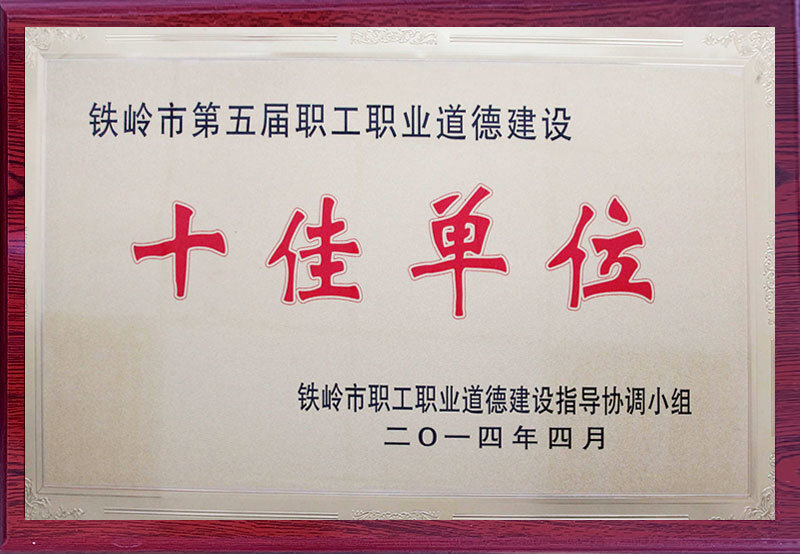 铁岭市第五届职工职业道德建设
十佳单位
铁岭市职工职业道德建设指导协调小组
二O一四年四月